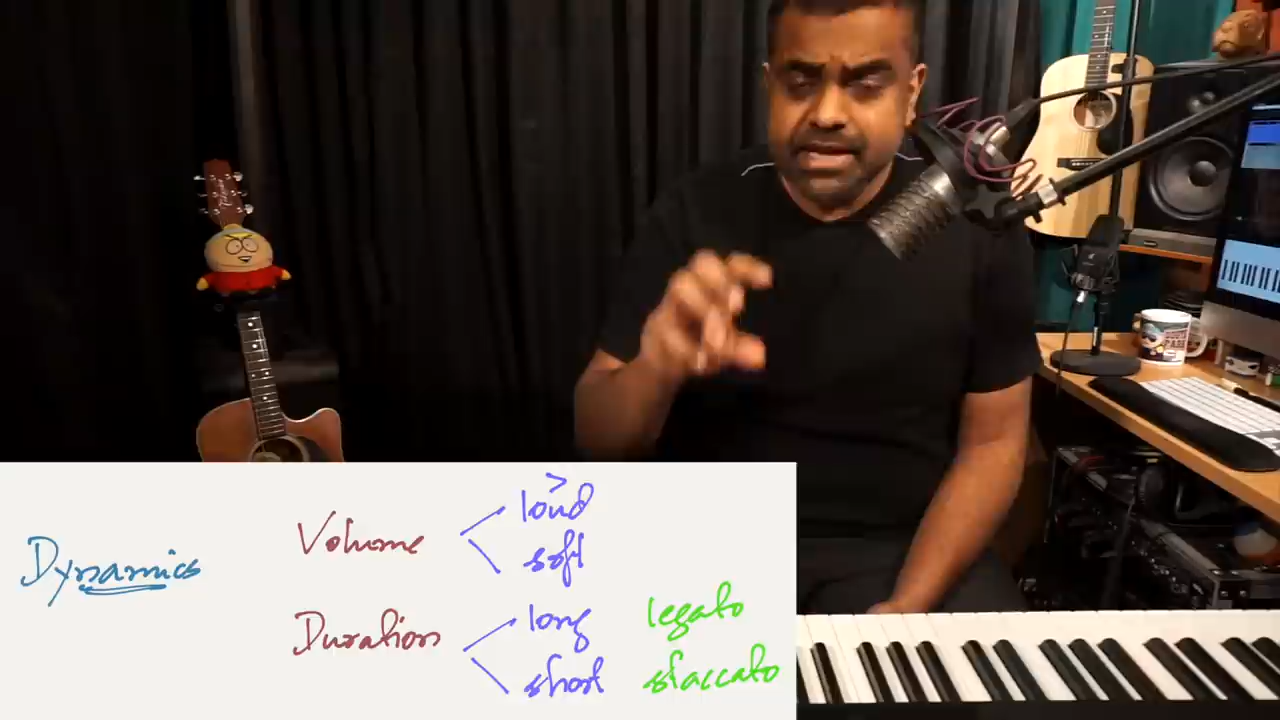 >
loud
Dynamics Volume
soft
Duration long legato
short staccato